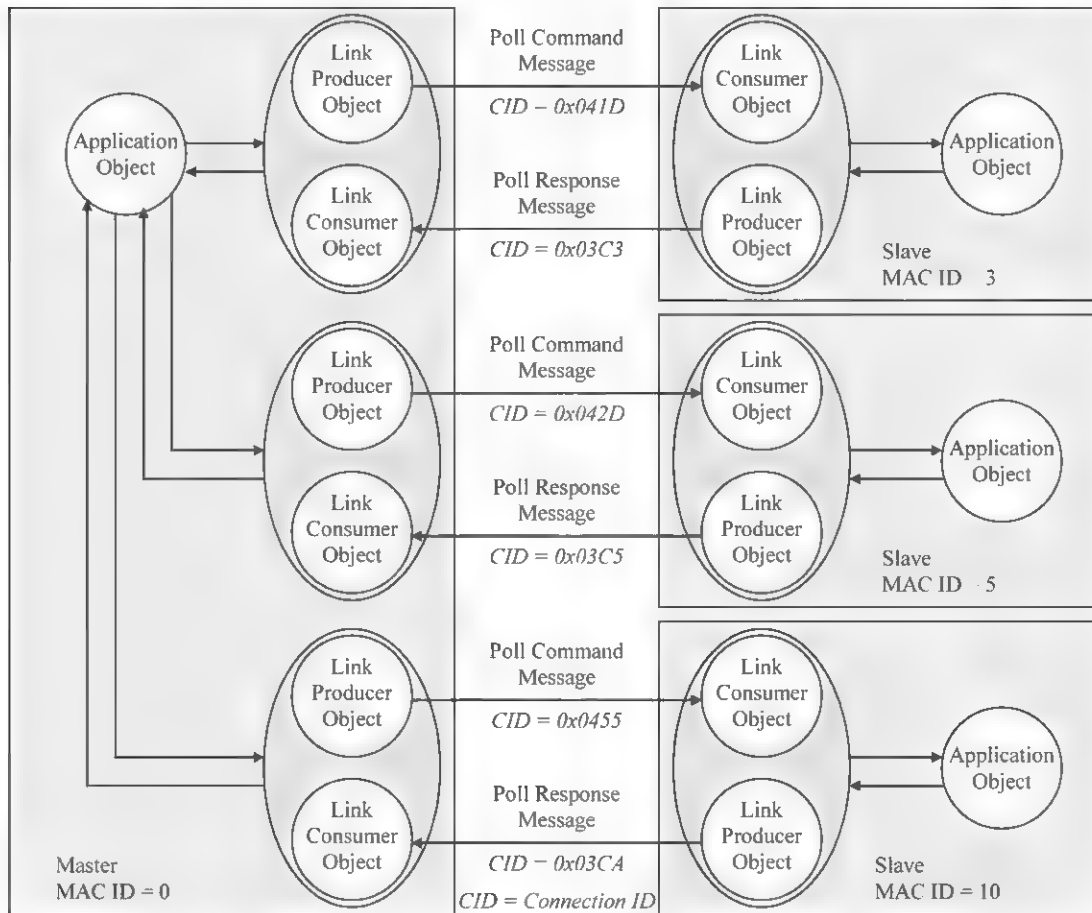 Link
Producer
Object
Poll Command
Message
CID – 0x041D
Link
Consumer
Object
Application
Object
Application
Object
Link
Consumer
Object
Poll Response
Message
CID = 0x03C3
Link
Producer
Object
Slave
MAC ID   3
Link
Producer
Object
Poll Command
Message
CID = 0x042D
Link
Consumer
Object
Application
Object
Link
Consumer
Object
Poll Response
Message
CID = 0x03C5
Link
Producer
Object
Slave
MAC ID   5
Link
Producer
Object
Poll Command
Message
CID = 0x0455
Link
Consumer
Object
Application
Object
Link
Consumer
Object
Poll Response
Message
CID – 0x03CA
Link
Producer
Object
Master
MAC ID = 0
CID = Connection ID
Slave
MAC ID = 10